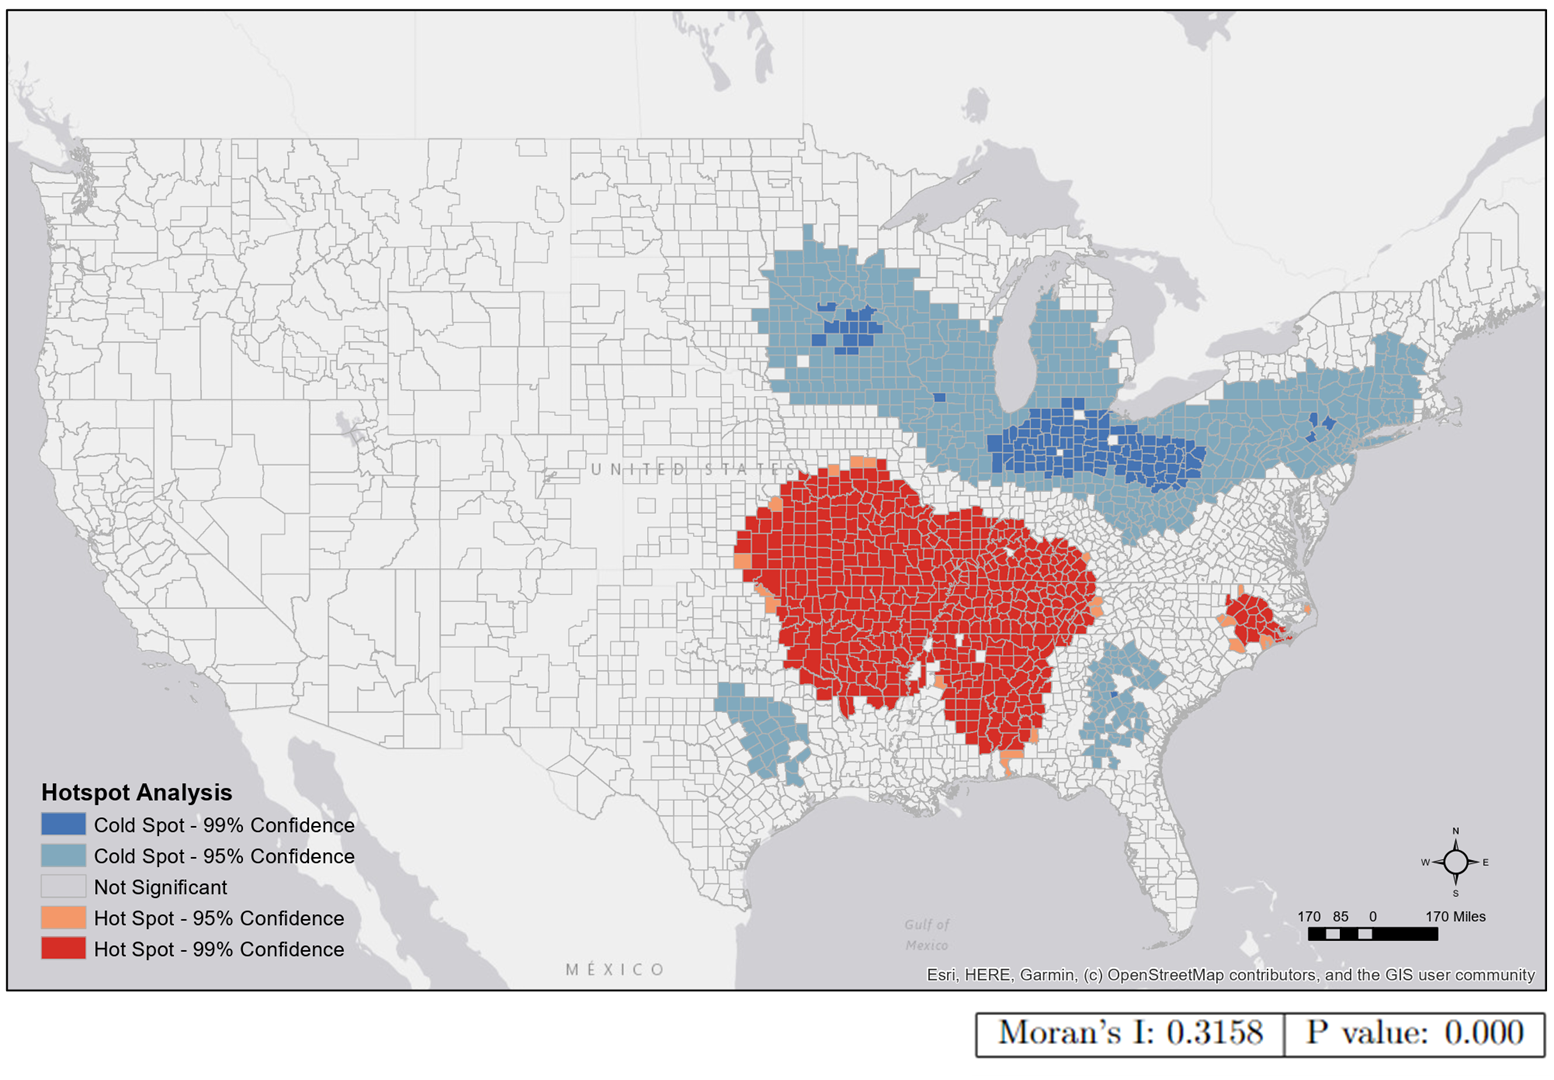 UNITED STATES
Hotspot Analysis
Cold Spot - 99% Confidence
Cold Spot - 95% Confidence
Not Significant
Hot Spot - 95% Confidence
Hot Spot - 99% Confidence
MÉXICO
Gulf of
Mexico
N
W E
S
170 85 0 170 Miles
Esri, HERE, Garmin, (c) OpenStreetMap contributors, and the GIS user community
Moran's I: 0.3158 P value: 0.000